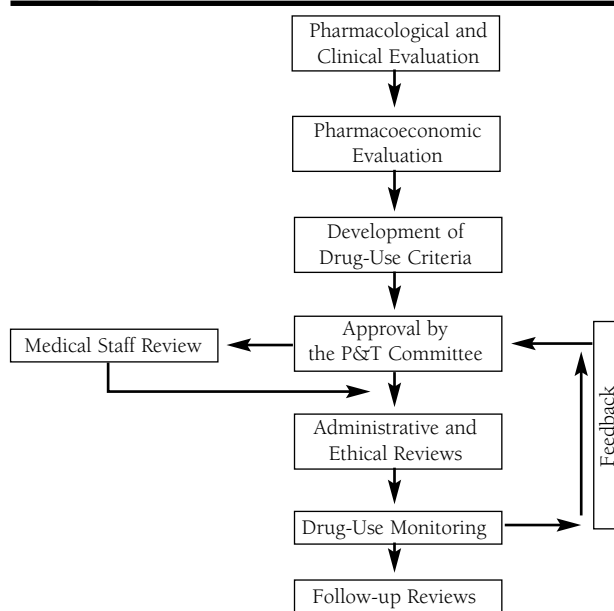 Pharmacological and
Clinical Evaluation
Pharmacoeconomic
Evaluation
Development of
Drug-Use Criteria
Approval by
the P&T Committee
Medical Staff Review
Feedback
Administrative and
Ethical Reviews
Drug-Use Monitoring
Follow-up Reviews